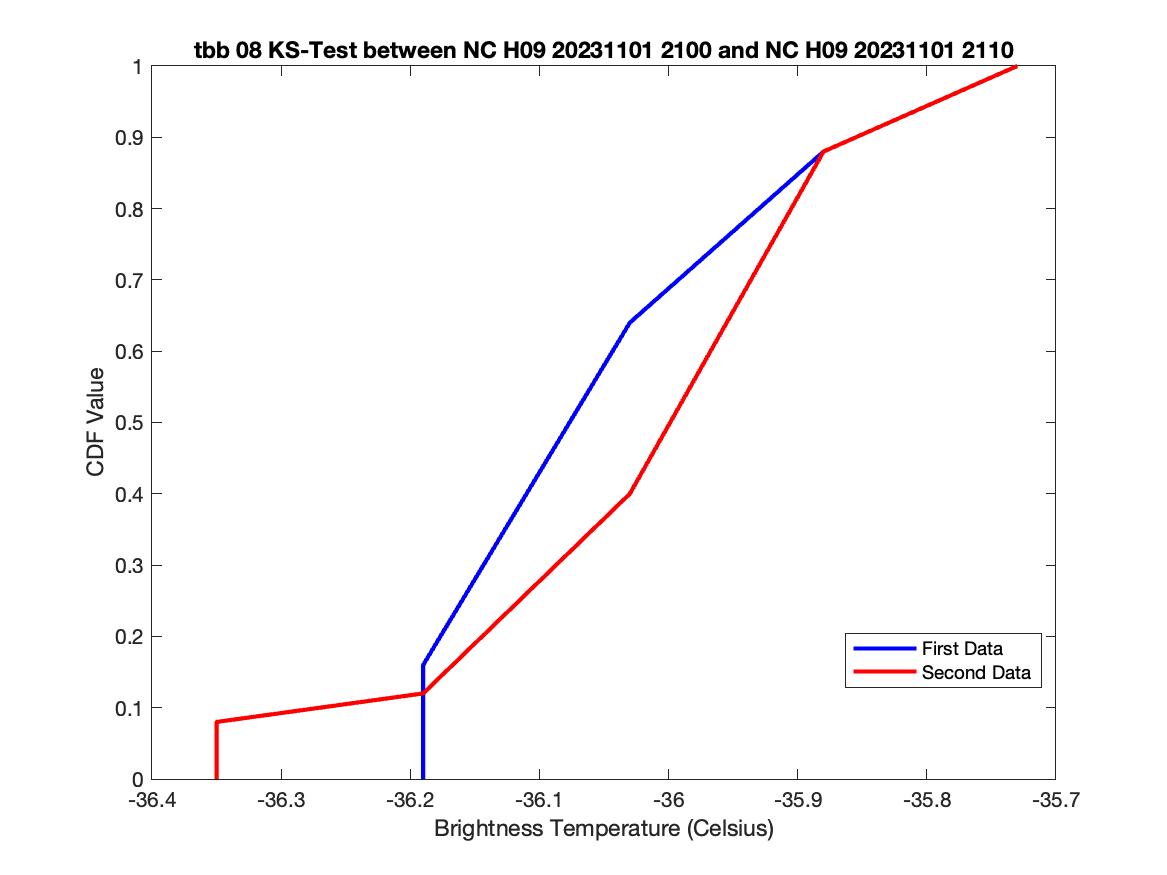 tbb 08 KS-Test between NC H09 20231101 2100 and NC H09 20231101 2110
1
0.9
0.8
0.7
0.6
0.5
0.4
0.3
0.2
0.1
0
CDF Value
First Data
Second Data
-36.4 -36.3 -36.2 -36.1 -36 -35.9 -35.8 -35.7
Brightness Temperature (Celsius)